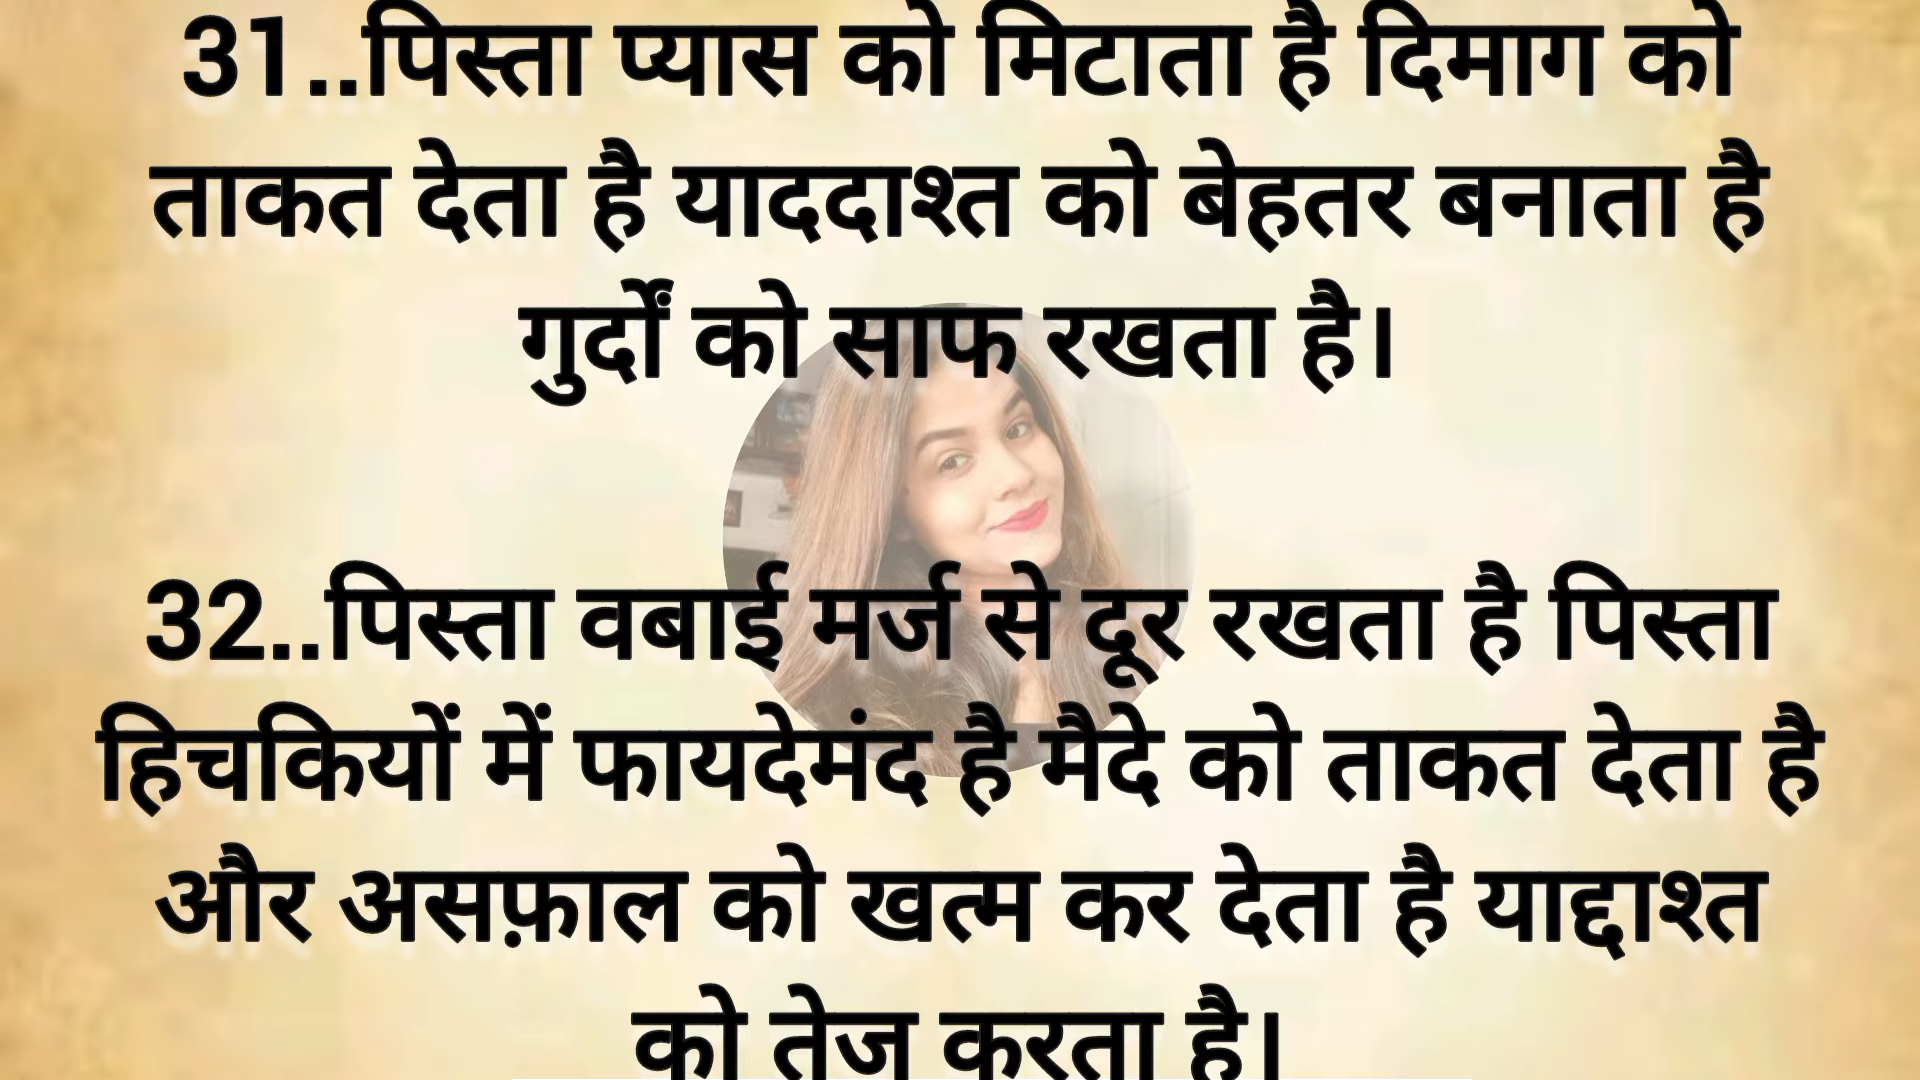 31..पिस्ता प्यास को मिटाता है दिमाग को
ताकत देता है याददाश्त को बेहतर बनाता है
गुर्दों को साफ रखता है।
32..पिस्ता वबाई मर्ज से दूर रखता है पिस्ता
हिचकियों में फायदेमंद है मैदे को ताकत देता है
और असफ़ाल को खत्म कर देता है याद्दाश्त
को तेज करता है।